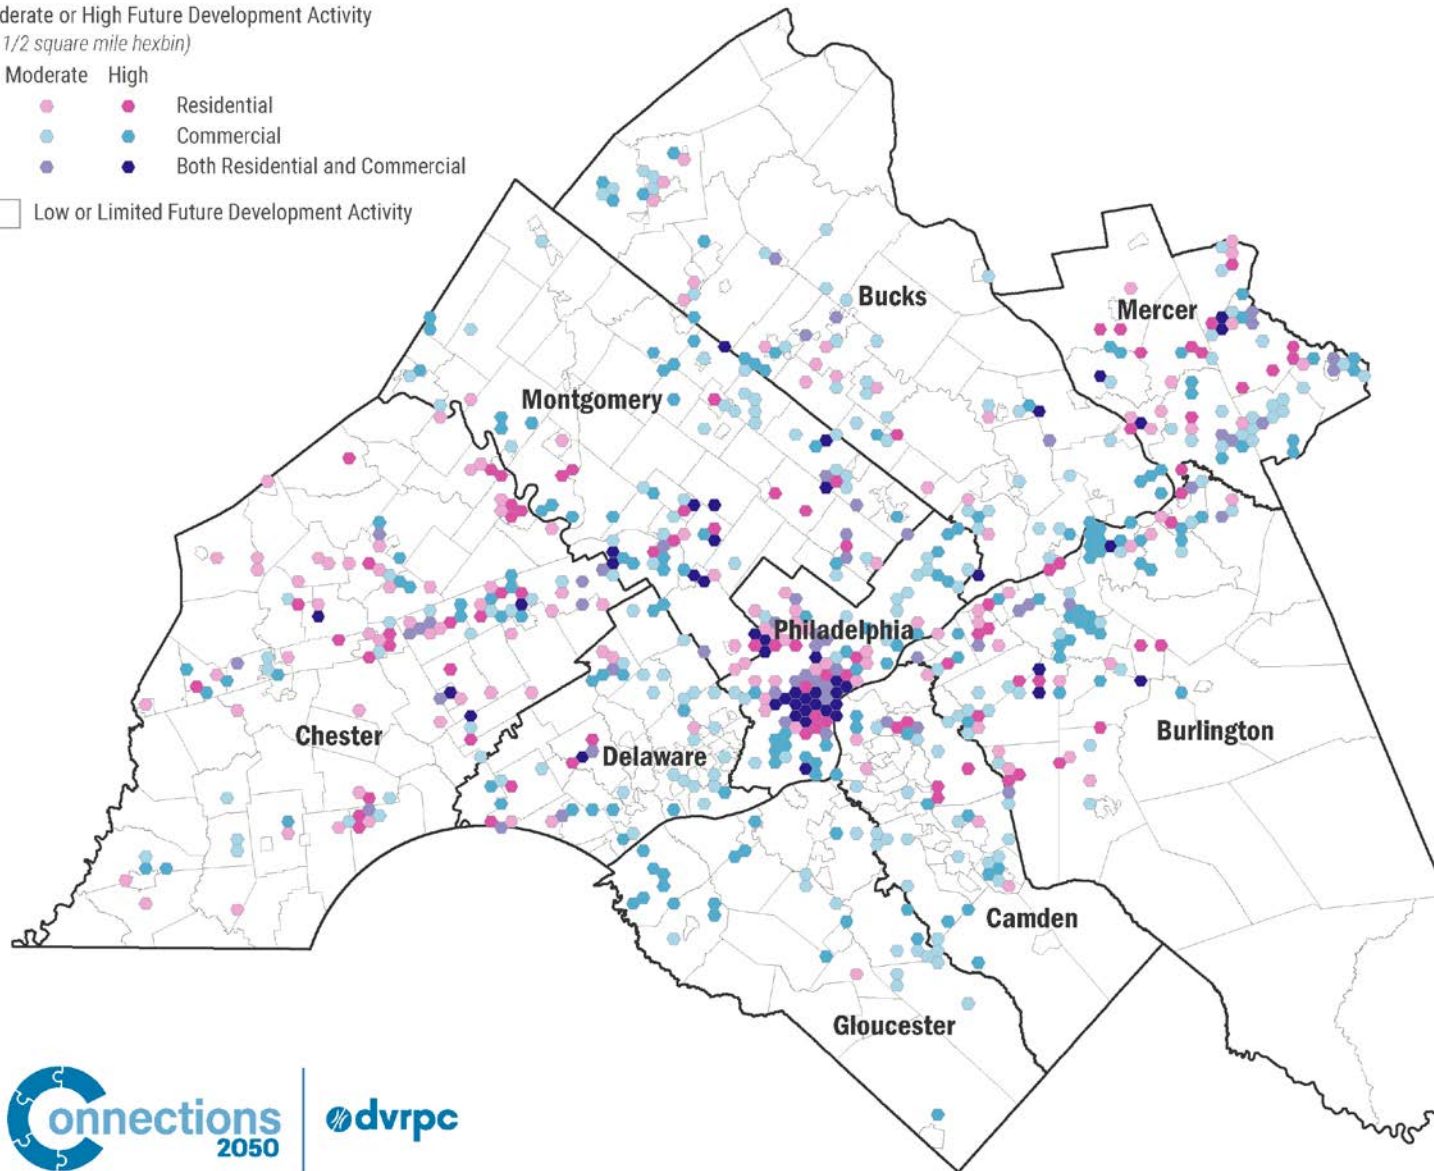 derate or High Future Development Activity
1/2 square mile hexbin)
Moderate High
Residential
Commercial
Both Residential and Commercial
Low or Limited Future Development Activity
Bucks
Mercer
Montgomery
Philadelphia
Chester
Delaware
Burlington
Camden
Gloucester
Connections
2050
dvrpc